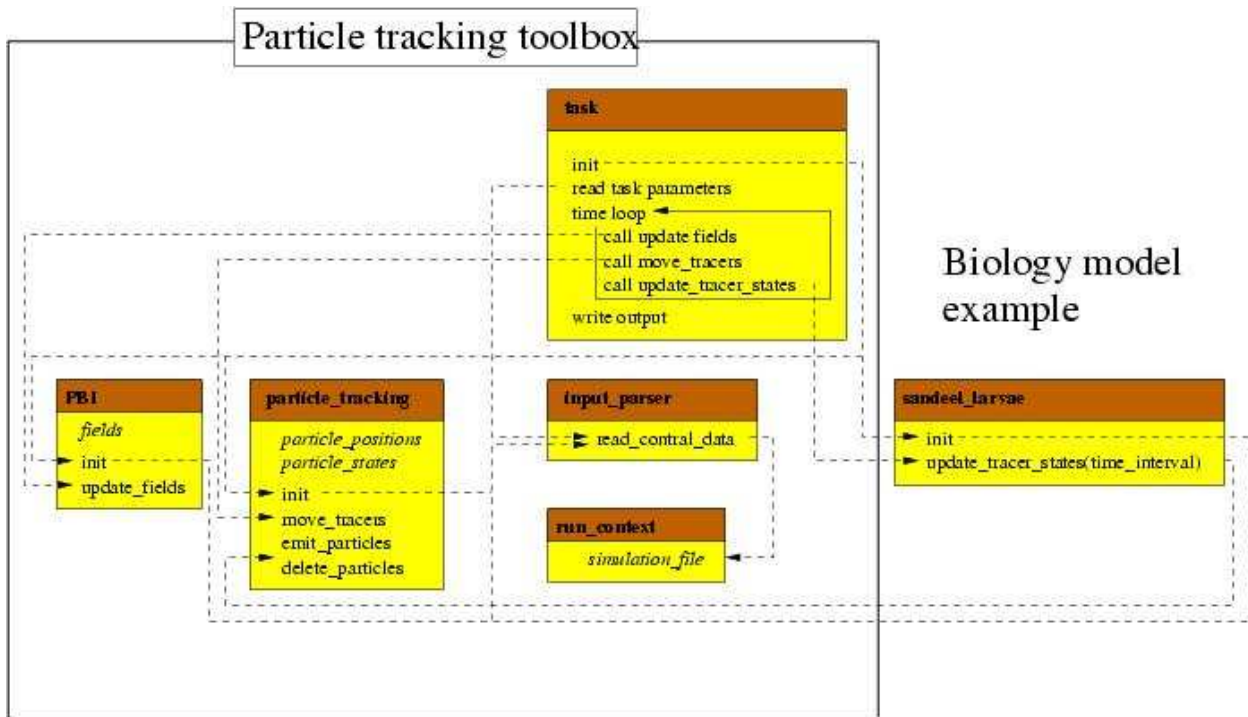 Particle tracking toolbox
task
init
read task parameters
time loop
call update fields
call move_tracers
call update_tracer_states
write output
Biology model
example
PBI
fields
init
update_fields
particle_tracking
particle_positions
particle_states
init
move_tracers
emit_particles
delete_particles
input_parser
read_contral_data
run_context
simulation_file
sandeel_larvae
init
update_tracer_states(time_interval)